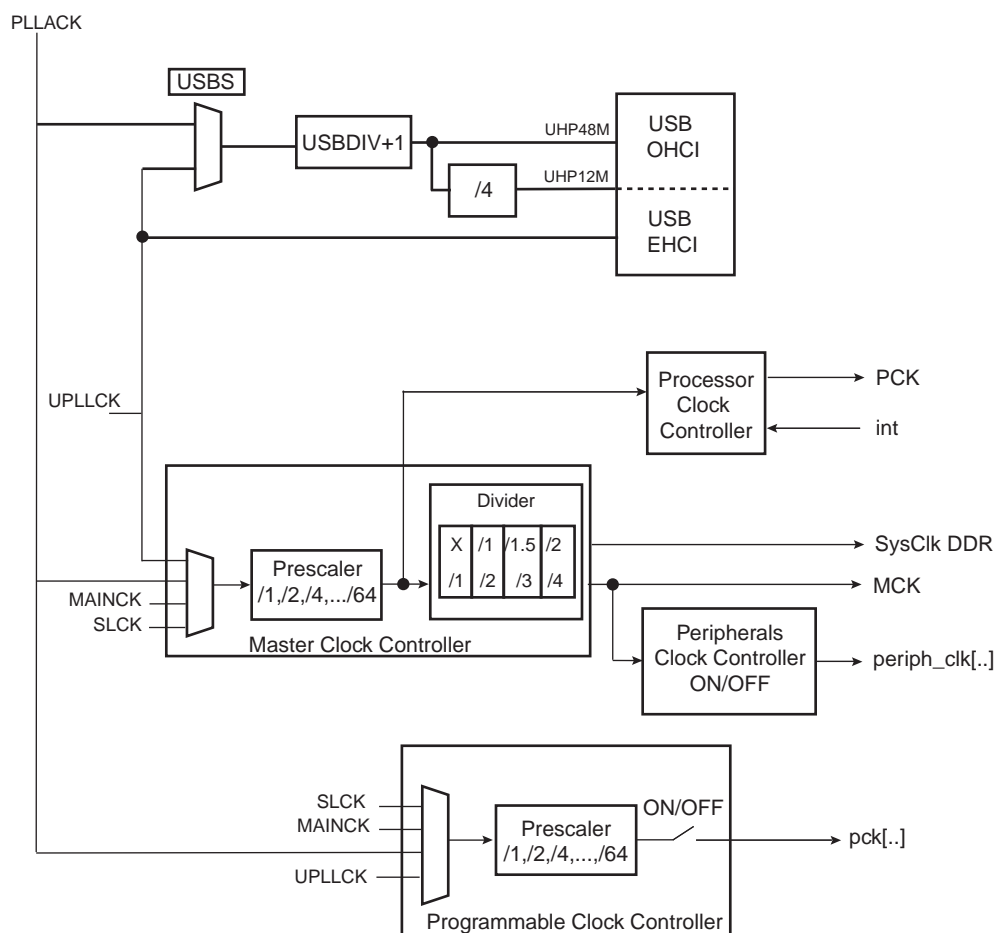 PLLACK
USBS
USBDIV+1
UHP48M
USB
OHCI
/4
UHP12M
USB
EHCI
UPLLCK
Processor
Clock
Controller
PCK
int
Divider
X /1 /1.5 /2
/1 /2 /3 /4
SysClk DDR
Prescaler
/1,/2,/4,.../64
MCK
MAINCK
SLCK
Master Clock Controller
Peripherals
Clock Controller
ON/OFF
periph_clk[..]
SLCK
MAINCK
UPLLCK
Prescaler
/1,/2,/4,...,/64
ON/OFF
pck[..]
Programmable Clock Controller